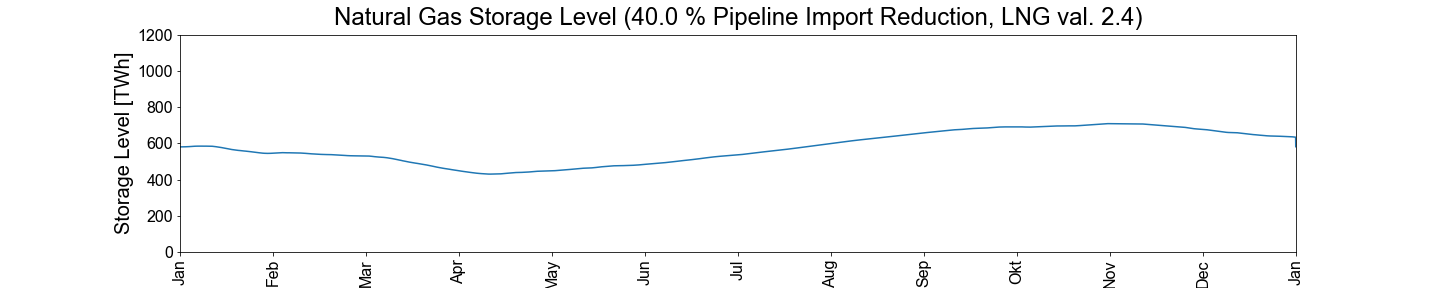 Natural Gas Storage Level (40.0 % Pipeline Import Reduction, LNG val. 2.4)
Storage Level [TWh]
1200
1000
800
600
400
200
0
Jan Feb Mar Apr May Jun Jul Aug Sep Okt Nov Dec Jan